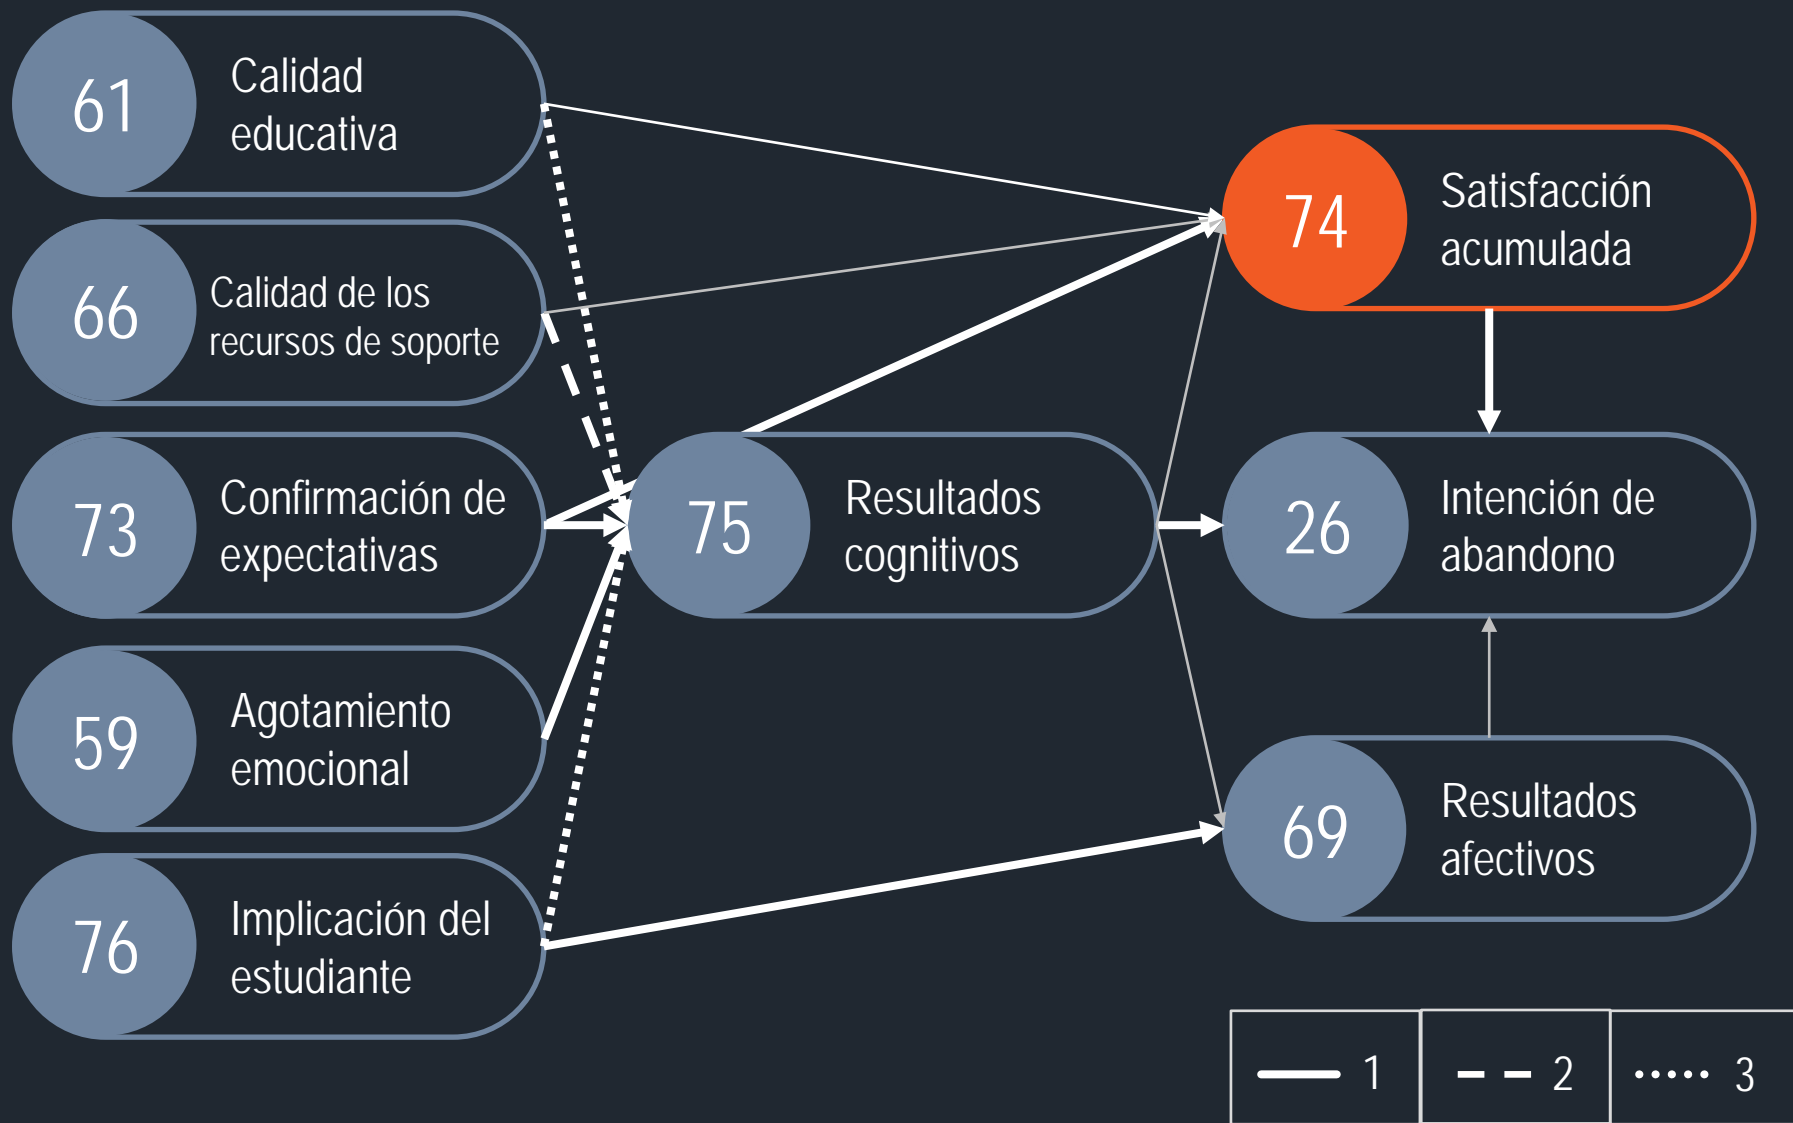 61
Calidad
educativa
66
Calidad de los
recursos de soporte
73
Confirmación de
expectativas
59
Agotamiento
emocional
76
Implicación del
estudiante
75
Resultados
cognitivos
74
Satisfacción
acumulada
26
Intención de
abandono
69
Resultados
afectivos
1
2
3